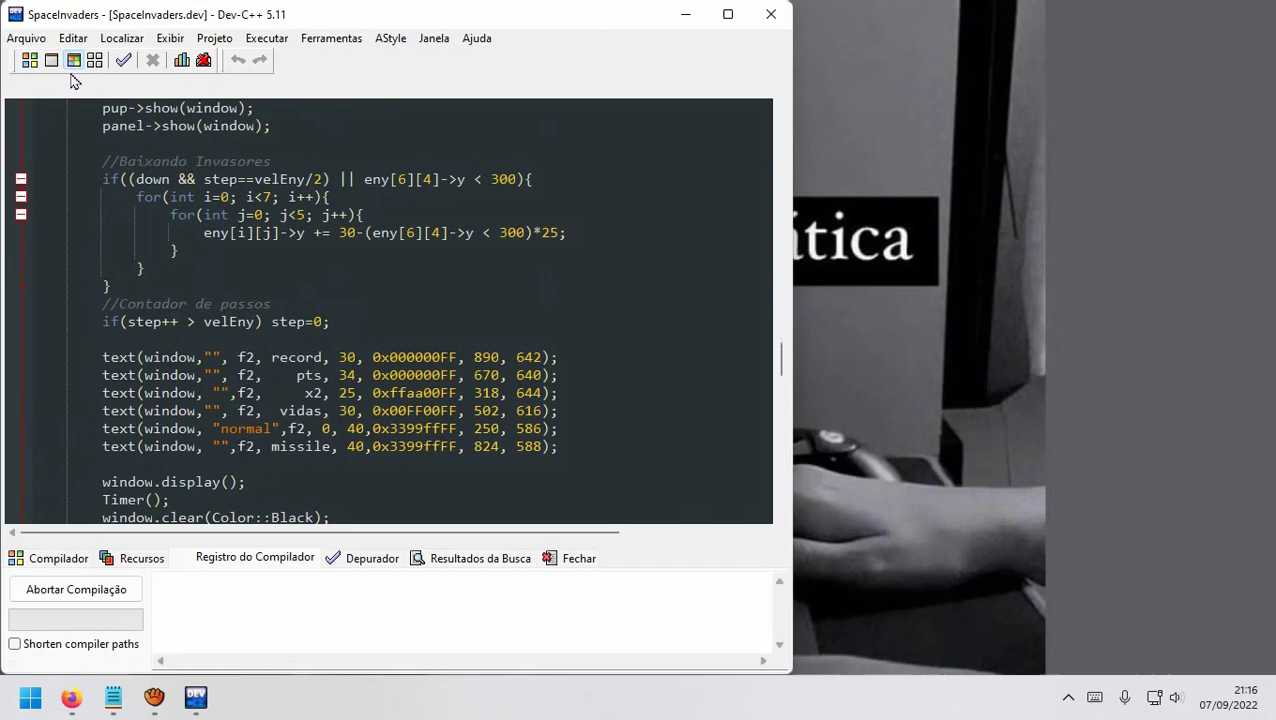 SpaceInvaders - [SpaceInvaders.dev] - Dev-C++ 5.11
Arquivo Editar Localizar Exibir Projeto Executar Ferramentas AStyle Janela Ajuda
pup->show(window);
panel->show(window);
//Baixando Invasores
if((down && step==velEny/2) || eny[6][4]->y < 300){
for(int i=0; i<7; i++){
for(int j=0; j<5; j++){
eny[i][j]->y += 30-(eny[6][4]->y < 300)*25;
}
}
}
//Contador de passos
if(step++ > velEny) step=0;
text(window,"", f2, record, 30, 0x000000FF, 890, 642);
text(window,"", f2,    pts, 34, 0x000000FF, 670, 640);
text(window, "",f2,     x2, 25, 0xffaa00FF, 318, 644);
text(window,"", f2,  vidas, 30, 0x00FF00FF, 502, 616);
text(window, "normal",f2, 0, 40,0x3399ffFF, 250, 586);
text(window, "",f2, missile, 40,0x3399ffFF, 824, 588);
window.display();
Timer();
window.clear(Color::Black);
ática
Compilador Recursos Registro do Compilador Depurador Resultados da Busca Fechar
Abortar Compilação
Shorten compiler paths
DEV
21:16
07/09/2022